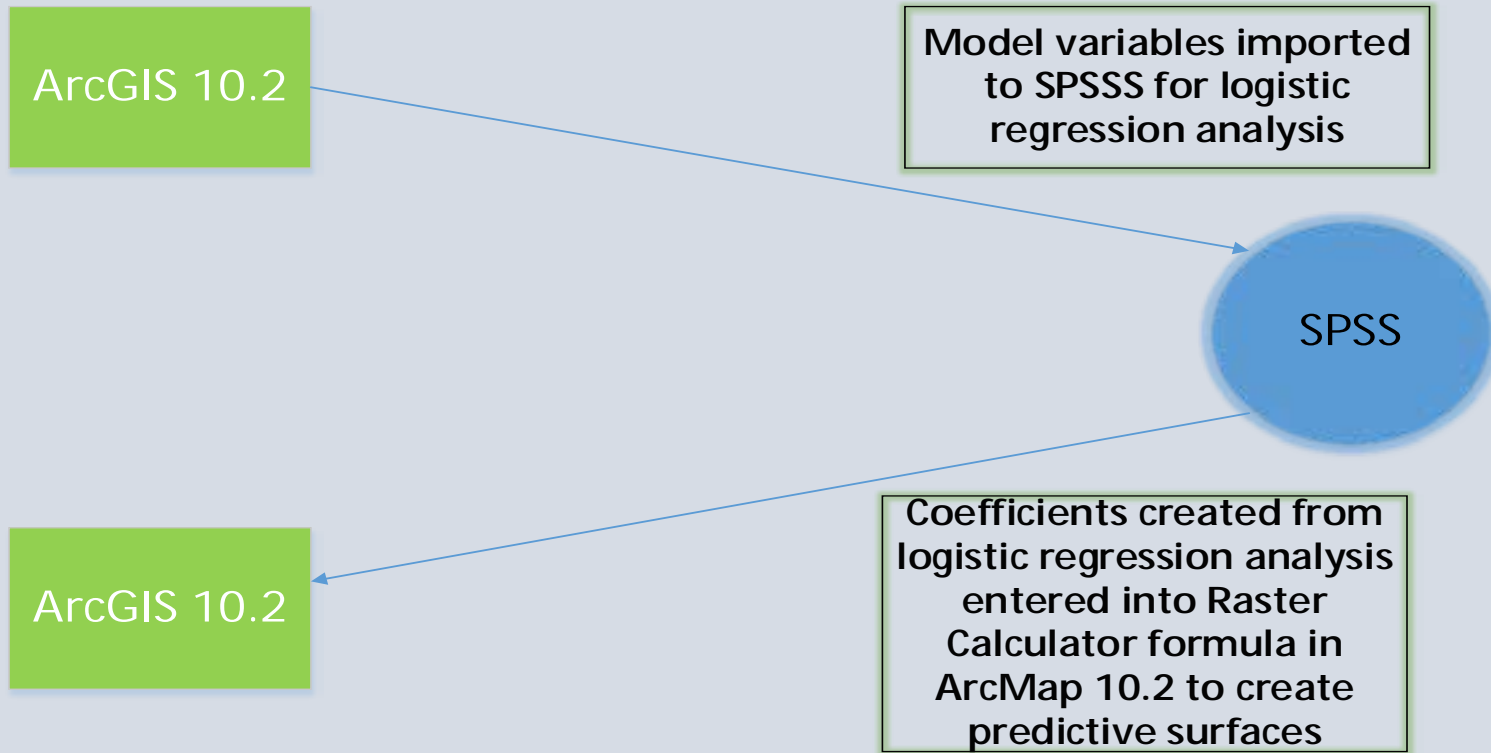 ArcGIS 10.2
Model variables imported
to SPSSS for logistic
regression analysis
SPSS
ArcGIS 10.2
Coefficients created from
logistic regression analysis
entered into Raster
Calculator formula in
ArcMap 10.2 to create
predictive surfaces